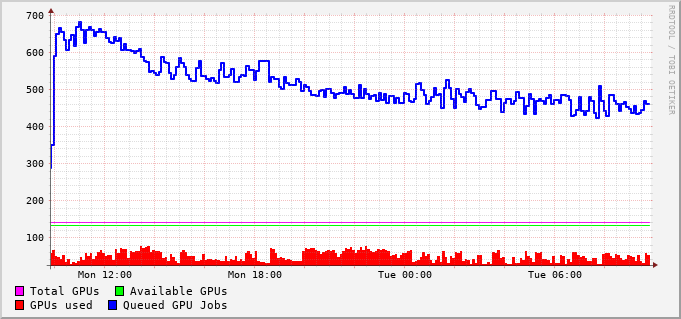 700
600
500
400
300
200
100
Mon 12:00 Mon 18:00 Tue 00:00 Tue 06:00
Total GPUs Available GPUs
GPUs used Queued GPU Jobs
RRDTOOL / TOBI OETIKER